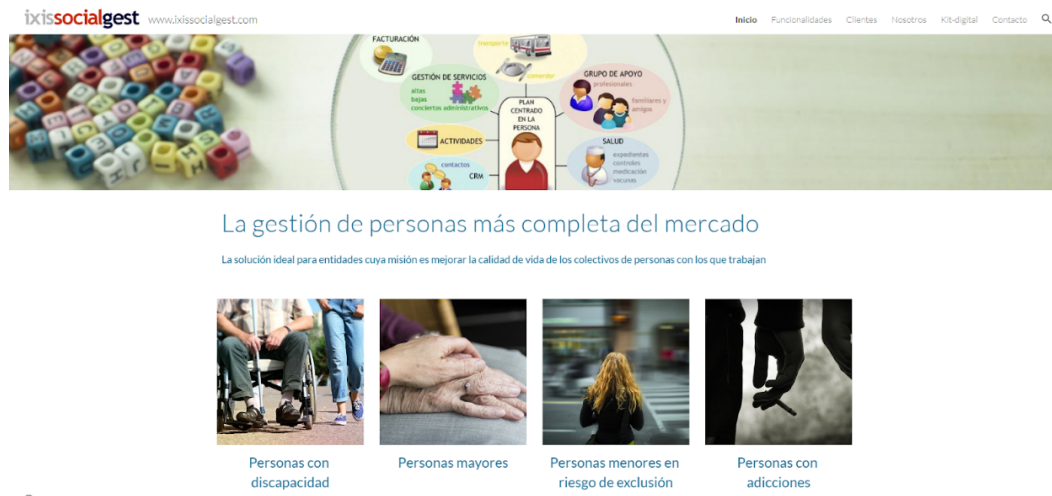 ixissocialgest www.ixissocialgest.com
Inicio Funcionalidades Clientes Nosotros Kit-digital Contacto
FACTURACIÓN
transporte
comedor
GESTIÓN DE SERVICIOS
altas
bajas
conciertos administrativos
PLAN
CENTRADO
EN LA
PERSONA
GRUPO DE APOYO
profesionales
familiares y
amigos
ACTIVIDADES
SALUD
expedientes
controles
medicación
vacunas
contactos
CRM
La gestión de personas más completa del mercado
La solución ideal para entidades cuya misión es mejorar la calidad de vida de los colectivos de personas con los que trabajan
Personas con
discapacidad
Personas mayores
Personas menores en
riesgo de exclusión
Personas con
adicciones